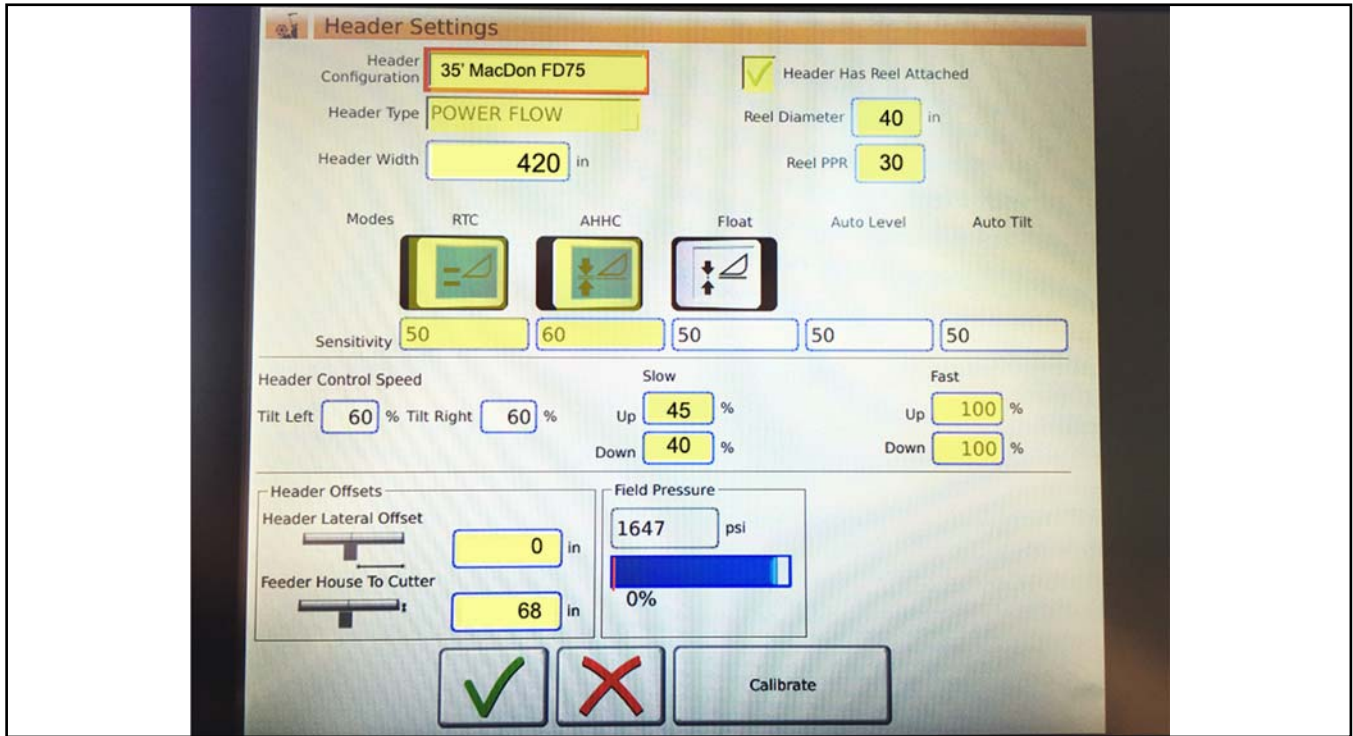 Header Settings
Header Configuration
35' MacDon FD75
Header Has Reel Attached
Header Type
POWER FLOW
Reel Diameter 40 in
Header Width 420 in
Reel PPR 30
Modes RTC AHHC Float Auto Level Auto Tilt
Sensitivity 50 60 50 50 50
Header Control Speed
Slow
Fast
Tilt Left 60 % Tilt Right 60 %
Up 45 %
Up 100 %
Down 40 %
Down 100 %
Header Offsets
Header Lateral Offset
0 in
Feeder House To Cutter
68 in
Field Pressure
1647 psi
0%
Calibrate